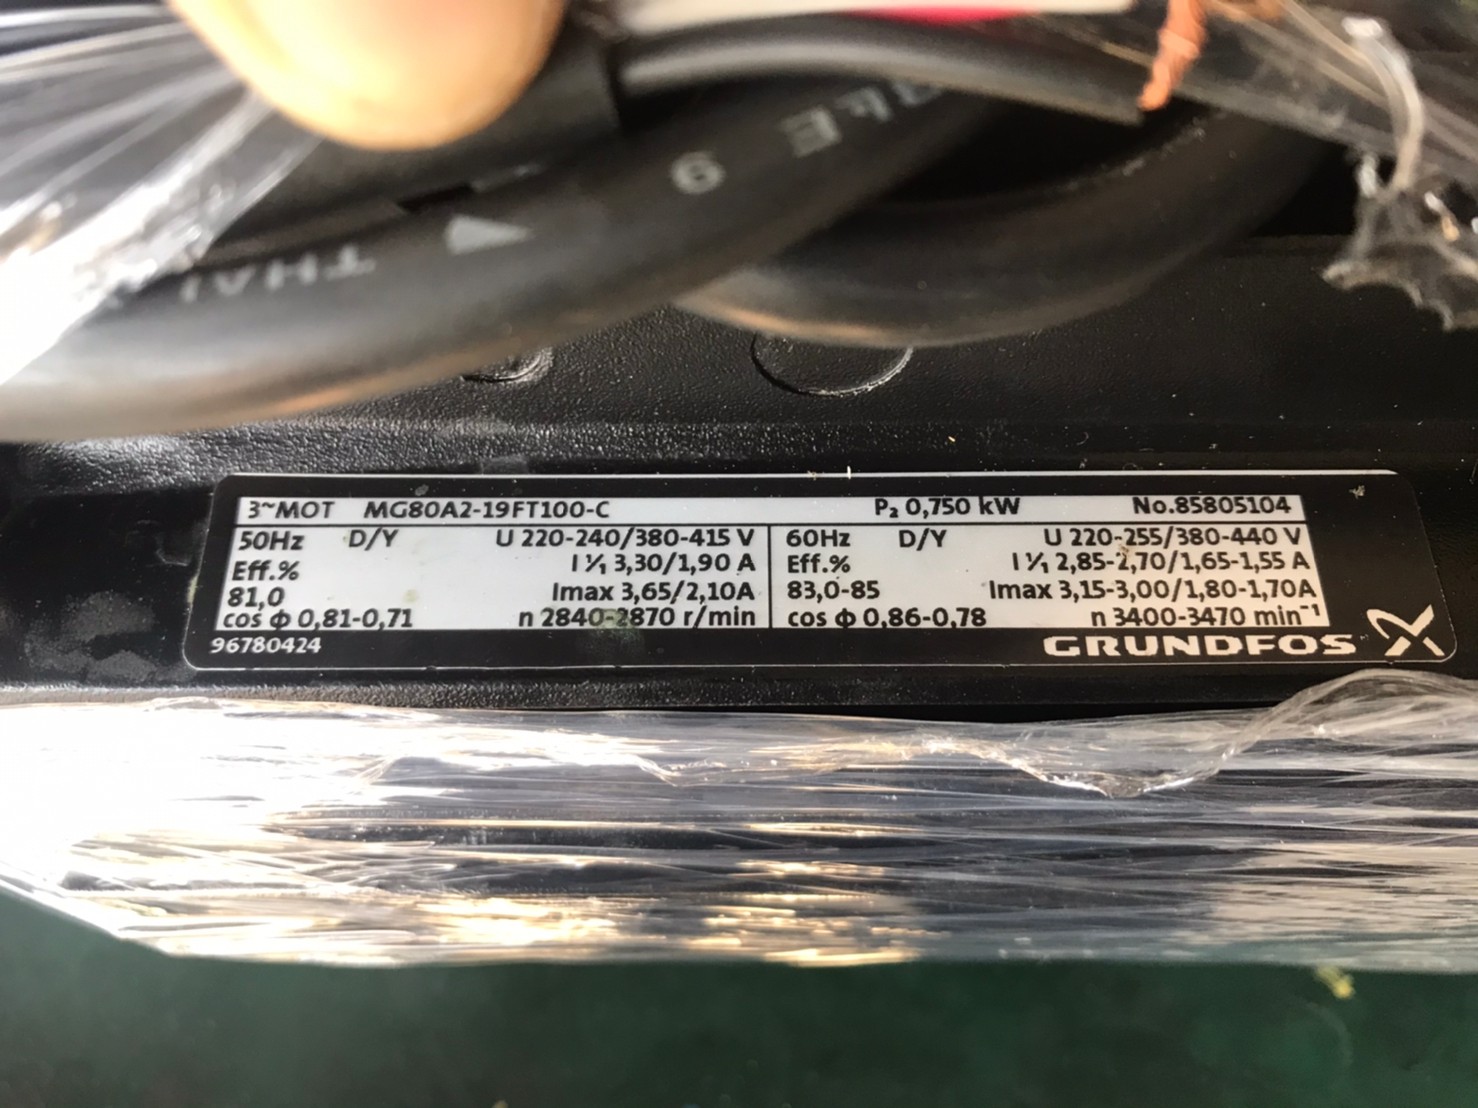 THAI
9
3~MOT MG80A2-19FT100-C P₂ 0,750 kW No.85805104
50Hz D/Y U 220-240/380-415 V
Eff.% I 1/1 3,30/1,90 A
81,0 Imax 3,65/2,10A
cos ϕ 0,81-0,71 n 2840-2870 r/min
60Hz D/Y U 220-255/380-440 V
Eff.% I 1/1 2,85-2,70/1,65-1,55 A
83,0-85 Imax 3,15-3,00/1,80-1,70A
cos ϕ 0,86-0,78 n 3400-3470 min⁻¹
96780424 GRUNDFOS